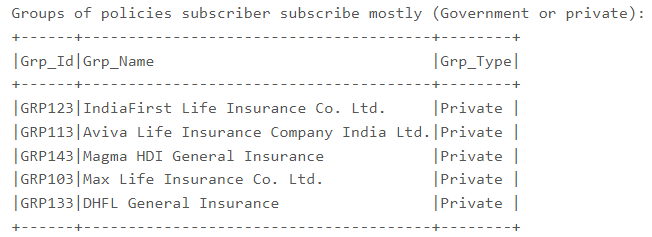 Groups of policies subscriber subscribe mostly (Government or private):
+------+----------------------------------------+--------+
|Grp_Id|Grp_Name                                |Grp_Type|
+------+----------------------------------------+--------+
|GRP123|IndiaFirst Life Insurance Co. Ltd.      |Private |
|GRP113|Aviva Life Insurance Company India Ltd.|Private |
|GRP143|Magma HDI General Insurance             |Private |
|GRP103|Max Life Insurance Co. Ltd.             |Private |
|GRP133|DHFL General Insurance                  |Private |
+------+----------------------------------------+--------+